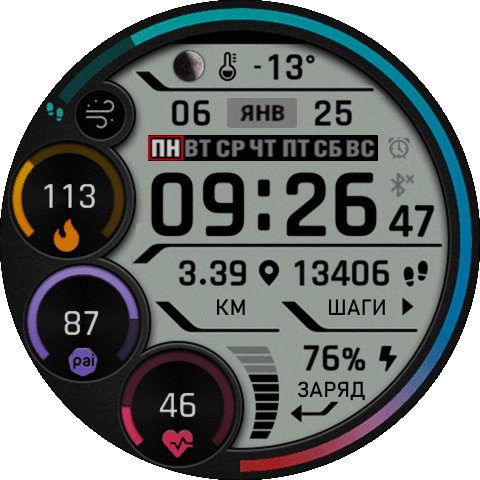 -13°
06 ЯНВ 25
ПН ВТ СР ЧТ ПТ СБ ВС
113
09:26 47
3.39 13406
КМ ШАГИ
87
pai
76%
ЗАРЯД
46